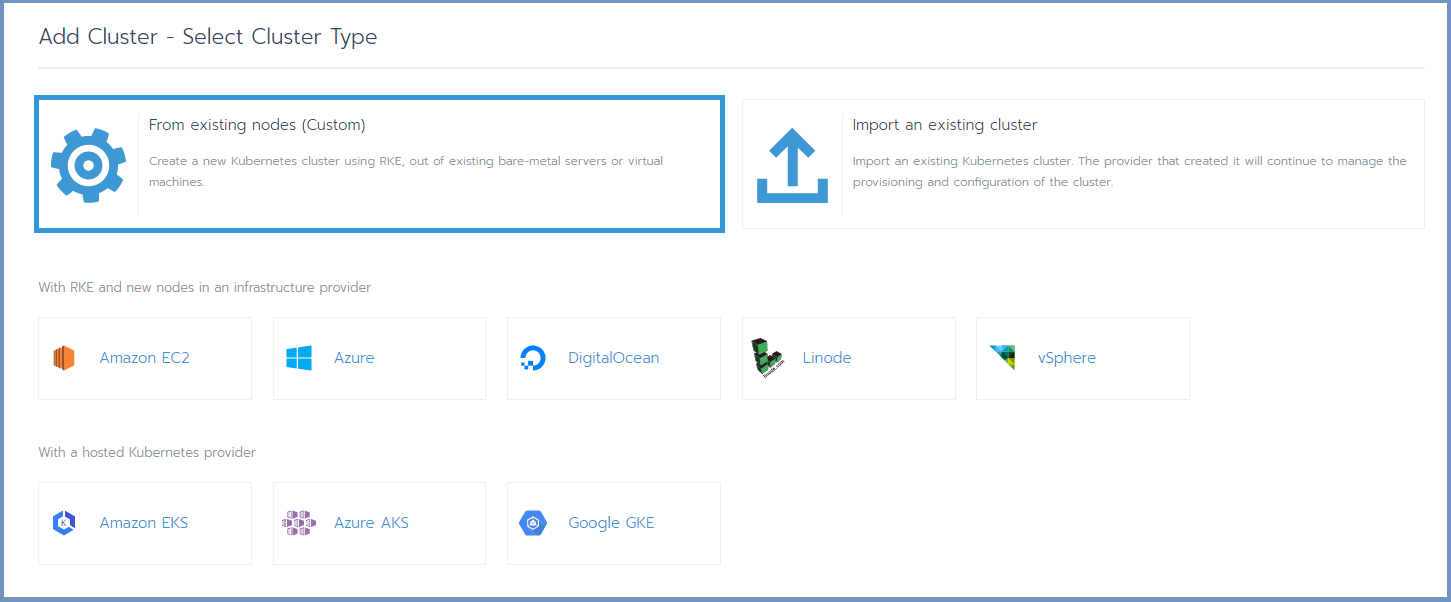 Add Cluster - Select Cluster Type
From existing nodes (Custom)
Create a new Kubernetes cluster using RKE, out of existing bare-metal servers or virtual
machines.
Import an existing cluster
Import an existing Kubernetes cluster. The provider that created it will continue to manage the
provisioning and configuration of the cluster.
With RKE and new nodes in an infrastructure provider
Amazon EC2
Azure
DigitalOcean
linode.com
Linode
vSphere
With a hosted Kubernetes provider
K
Amazon EKS
Azure AKS
Google GKE